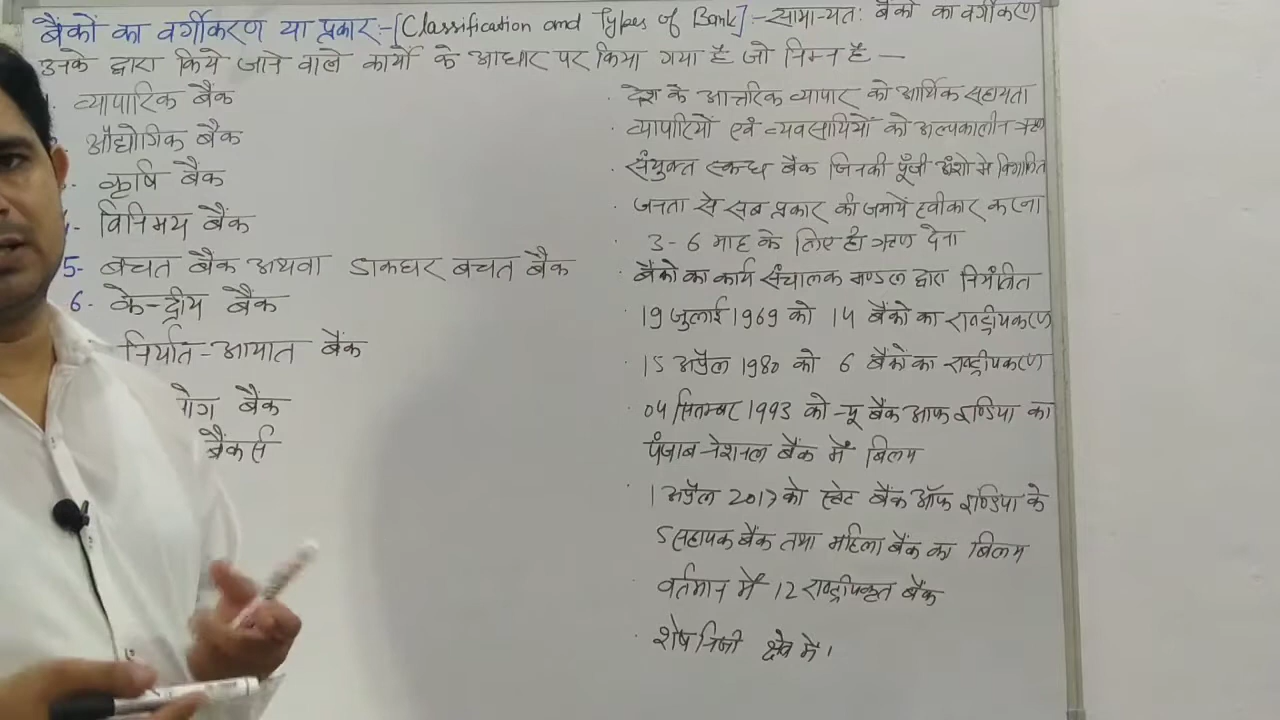 बैंकों का वर्गीकरण या प्रकार:-[Classification and Types of Bank]:- सामान्यत: बैंकों का वर्गीकरण
उनके द्वारा किये जाने वाले कार्यों के आधार पर किया गया है जो निम्न है —
व्यापारिक बैंक
औद्योगिक बैंक
कृषि बैंक
विनिमय बैंक
5- बचत बैंक अथवा डाकघर बचत बैंक
6- केन्द्रीय बैंक
निर्यात-आयात बैंक
बैंक
बैंकर्स
· देश के आन्तरिक व्यापार को आर्थिक सहायता
· व्यापारियों एवं व्यवसायियों को अल्पकालीन ऋण
· संयुक्त स्कन्ध बैंक जिनकी पूँजी अंशो मे विभाजित
· जनता से सब प्रकार की जमायें स्वीकार करना
· 3-6 माह के लिए ही ऋण देना
· बैंको का कार्य संचालक मण्डल द्वारा नियंत्रित
· 19 जुलाई 1969 को 14 बैंको का राष्ट्रीयकरण
· 15 अप्रैल 1980 को 6 बैंको का राष्ट्रीयकरण
· 04 सितम्बर 1993 को न्यू बैंक आफ इण्डिया का
पंजाब नेशनल बैंक में विलय
· 1 अप्रैल 2017 को स्टेट बैंक ऑफ इण्डिया के
5 सहायक बैंक तथा महिला बैंक का विलय
· वर्तमान में 12 राष्ट्रीयकृत बैंक
· शेष निजी क्षेत्र में।